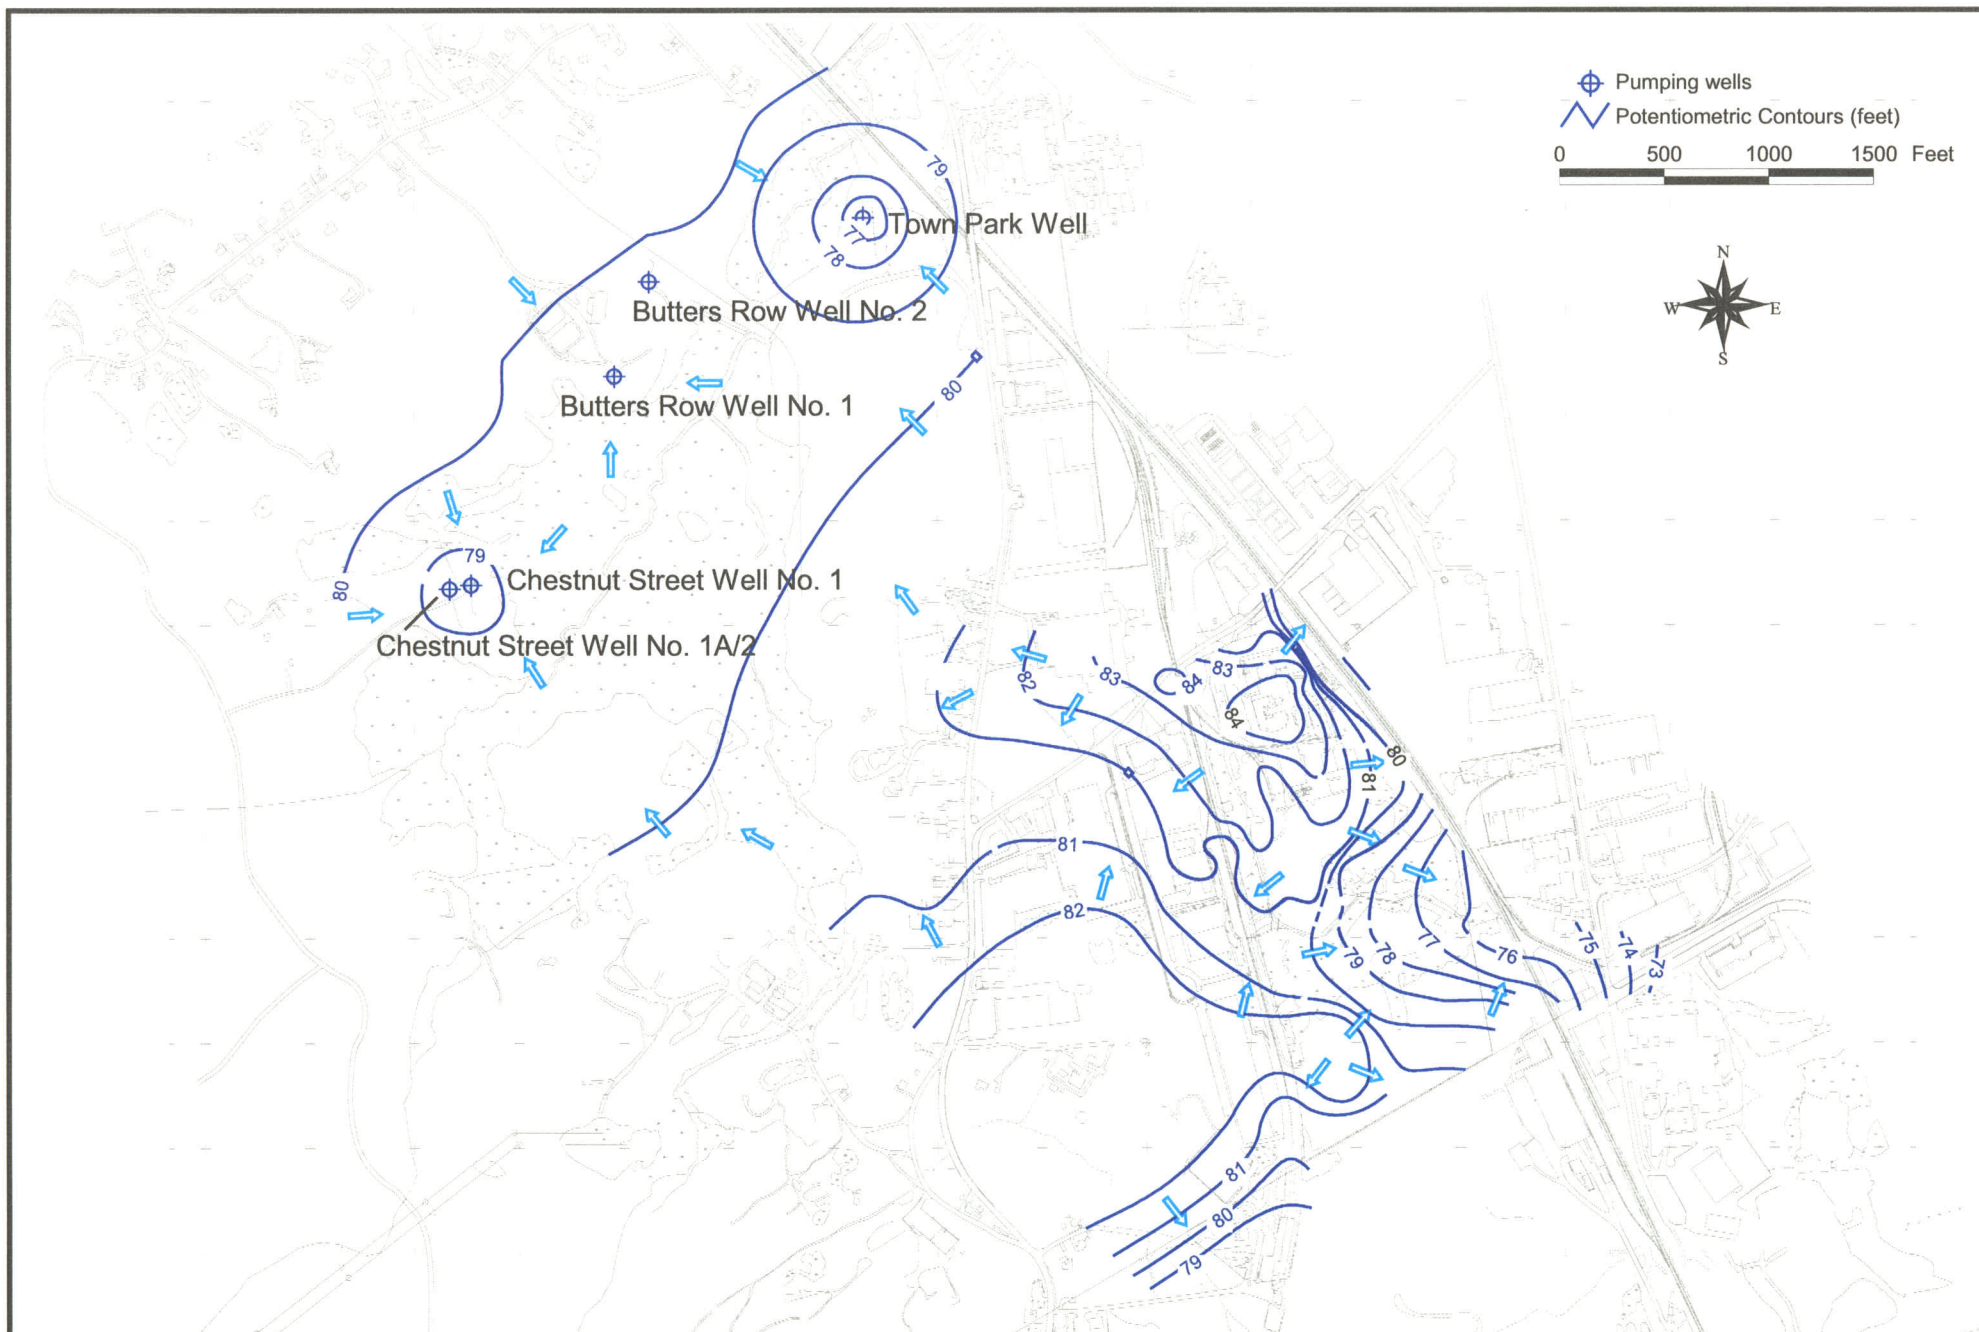 Pumping wells
Potentiometric Contours (feet)
0 500 1000 1500 Feet
N
W E
S
79
Town Park Well
77
78
Butters Row Well No. 2
80
Butters Row Well No. 1
79
80
Chestnut Street Well No. 1
Chestnut Street Well No. 1A/2
82
83
84
83
84
80
81
81
82
79
78
77
76
75
74
73
81
80
79